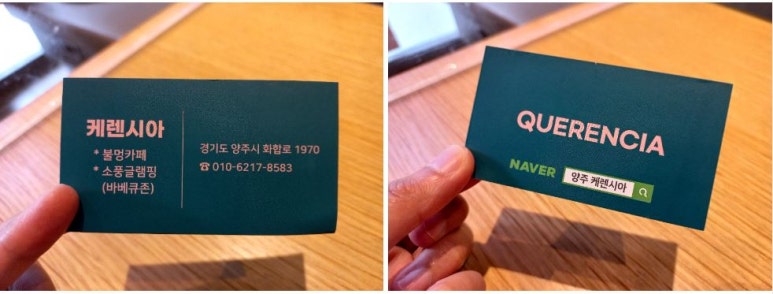 케렌시아
* 불멍카페
* 소풍글램핑
(바베큐존)
경기도 양주시 화합로 1970
☎ 010-6217-8583
QUERENCIA
NAVER 양주 케렌시아